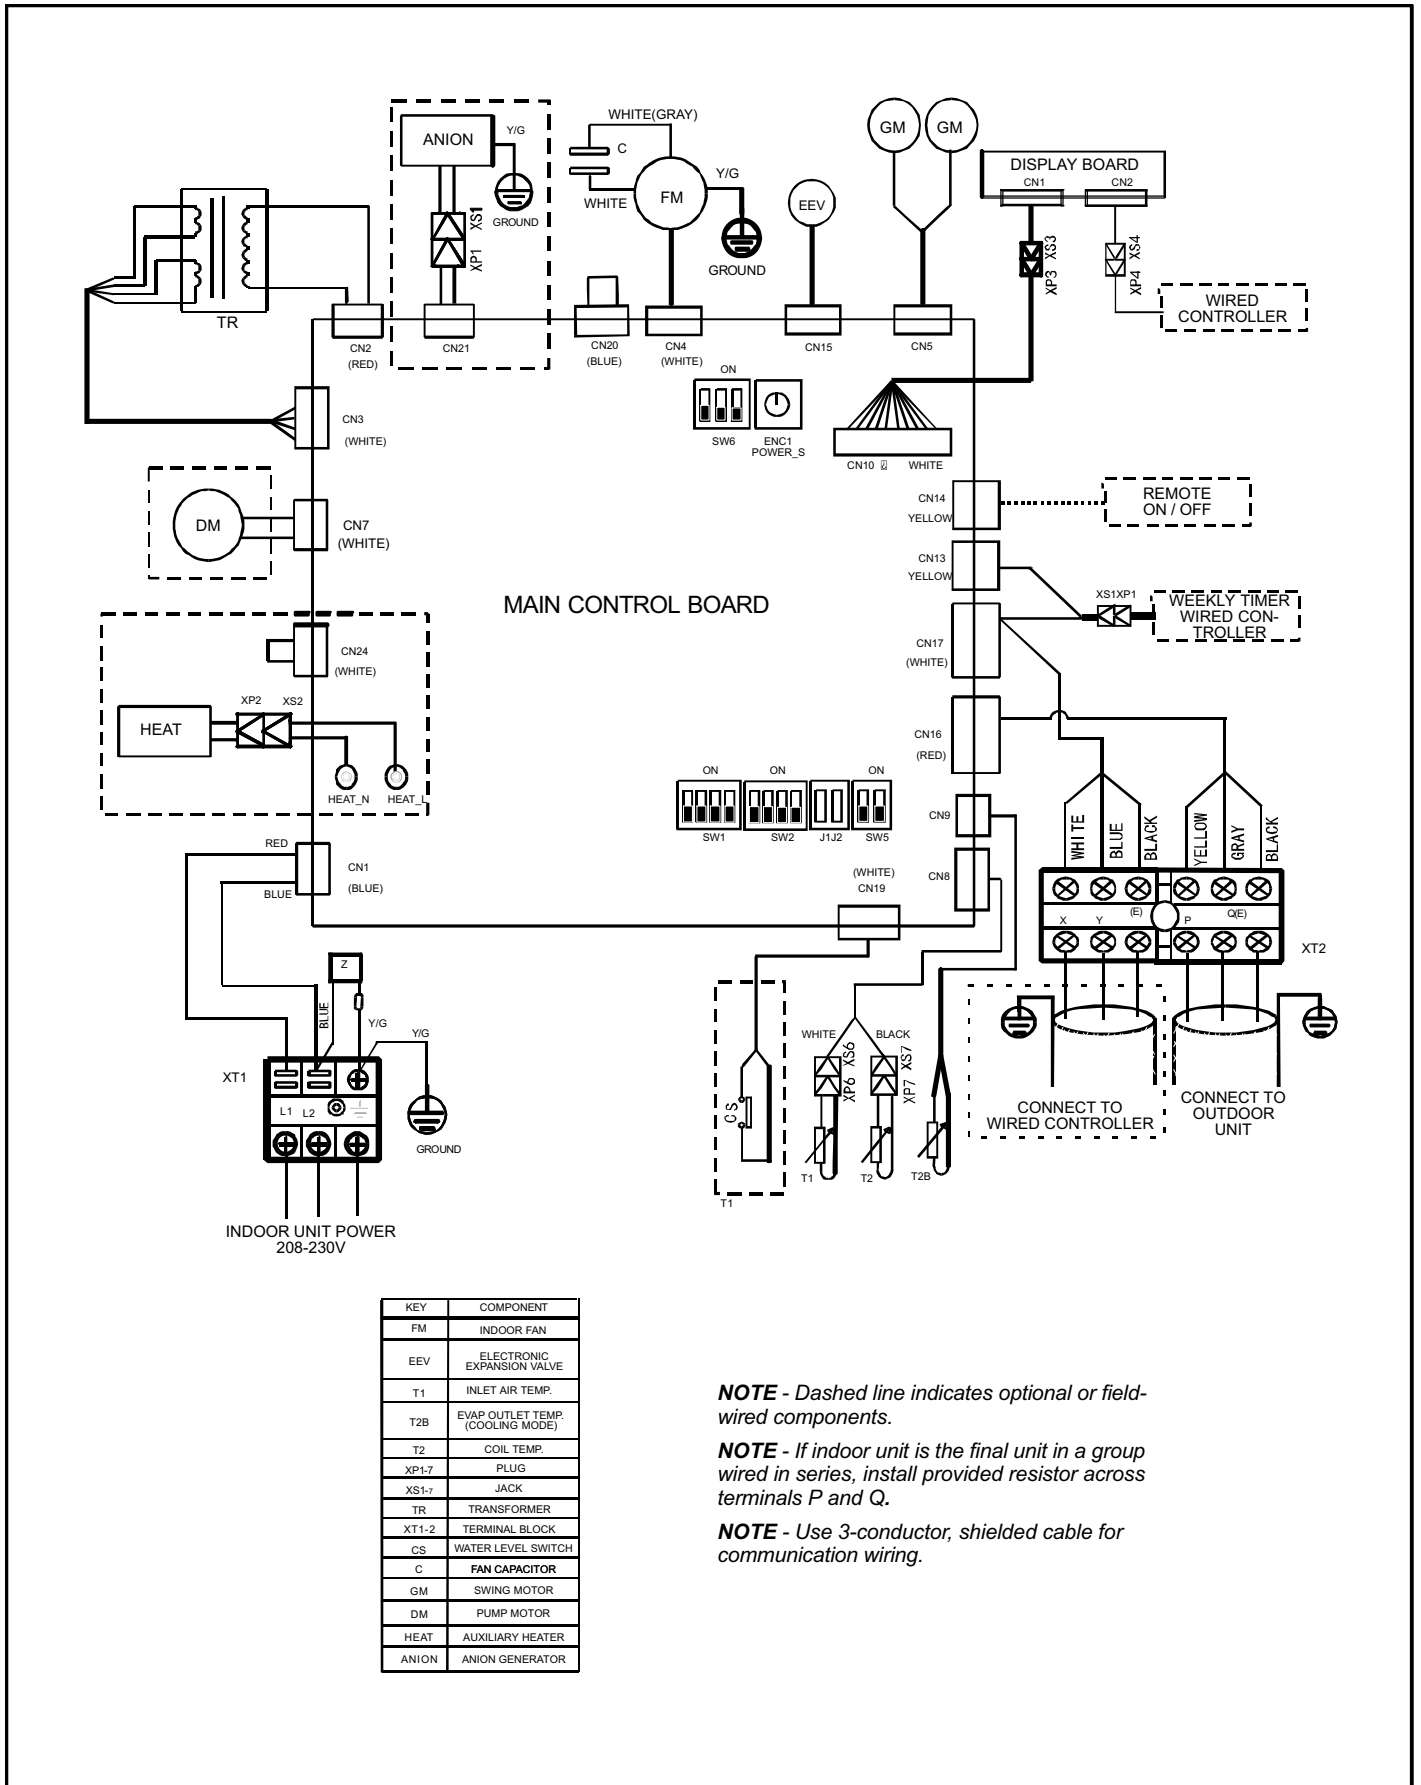 WHITE(GRAY)
ANION
Y/G
C
FM
Y/G
WHITE
GROUND
GROUND
XP1 XS1
EEV
GM
GM
DISPLAY BOARD
CN1
CN2
XP3 XS3
XP4 XS4
WIRED
CONTROLLER
TR
CN2
(RED)
CN21
CN20
(BLUE)
CN4
(WHITE)
CN15
CN5
ON
SW6
ENC1
POWER_S
CN10
WHITE
CN3
(WHITE)
DM
CN7
(WHITE)
CN14
YELLOW
REMOTE
ON / OFF
CN13
YELLOW
XS1XP1
WEEKLY TIMER
WIRED CON-
TROLLER
MAIN CONTROL BOARD
CN17
(WHITE)
CN24
(WHITE)
XP2
XS2
HEAT
HEAT_N
HEAT_L
CN16
(RED)
ON
ON
ON
SW1
SW2
J1J2
SW5
CN9
CN8
(WHITE)
CN19
WHITE
BLUE
BLACK
YELLOW
GRAY
BLACK
X
Y
(E)
P
Q(E)
XT2
RED
BLUE
CN1
(BLUE)
Z
BLUE
Y/G
Y/G
XT1
L1
L2
GROUND
INDOOR UNIT POWER
208-230V
CS
T1
WHITE
BLACK
XP6 XS6
XP7 XS7
T1
T2
T2B
CONNECT TO
WIRED CONTROLLER
CONNECT TO
OUTDOOR
UNIT
KEY COMPONENT
FM INDOOR FAN
EEV ELECTRONIC
EXPANSION VALVE
T1 INLET AIR TEMP.
T2B EVAP OUTLET TEMP.
(COOLING MODE)
T2 COIL TEMP.
XP1-7 PLUG
XS1-7 JACK
TR TRANSFORMER
XT1-2 TERMINAL BLOCK
CS WATER LEVEL SWITCH
C FAN CAPACITOR
GM SWING MOTOR
DM PUMP MOTOR
HEAT AUXILIARY HEATER
ANION ANION GENERATOR
NOTE - Dashed line indicates optional or field-
wired components.
NOTE - If indoor unit is the final unit in a group
wired in series, install provided resistor across
terminals P and Q.
NOTE - Use 3-conductor, shielded cable for
communication wiring.